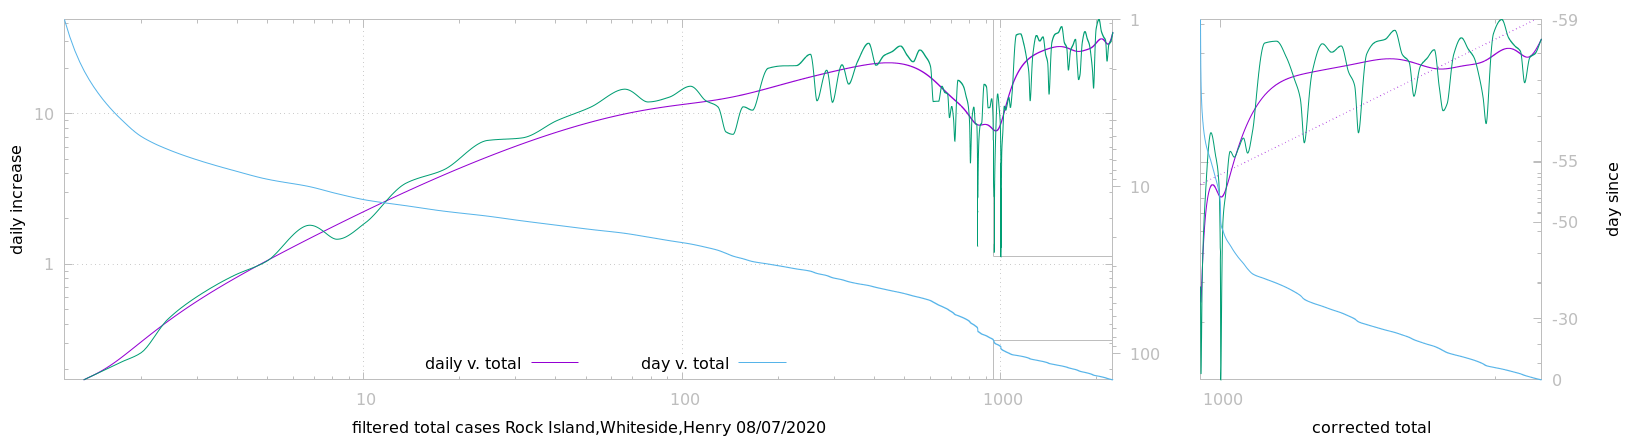 daily increase
10
1
daily v. total
day v. total
10
100
1000
filtered total cases Rock Island,Whiteside,Henry 08/07/2020
1
10
100
1000
corrected total
-59
-55
-50
-30
0
day since